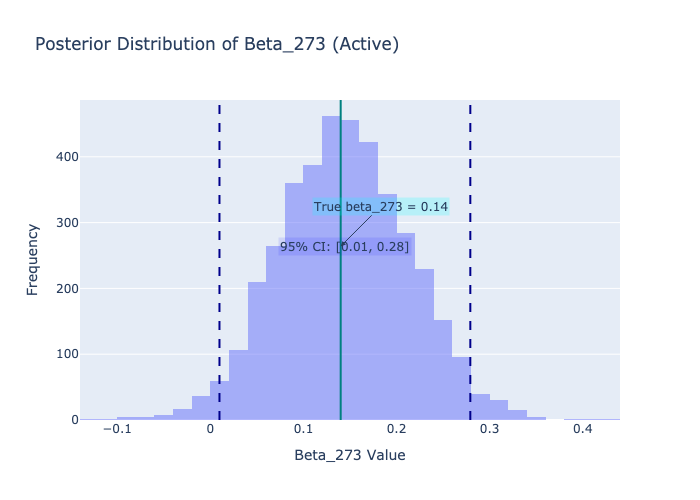 Posterior Distribution of Beta_273 (Active)
Frequency
400
300
200
100
0
True beta_273 = 0.14
95% CI: [0.01, 0.28]
−0.1
0
0.1
0.2
0.3
0.4
Beta_273 Value